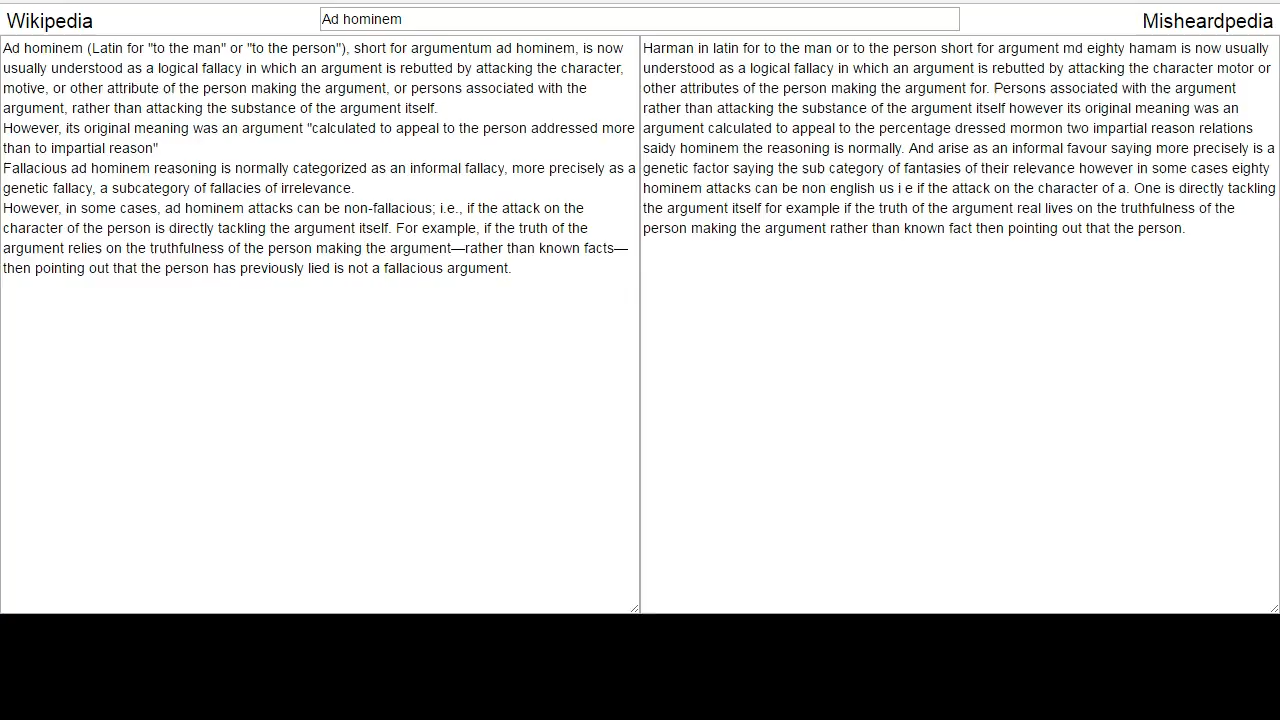 Wikipedia
Ad hominem
Misheardpedia
Ad hominem (Latin for "to the man" or "to the person"), short for argumentum ad hominem, is now
usually understood as a logical fallacy in which an argument is rebutted by attacking the character,
motive, or other attribute of the person making the argument, or persons associated with the
argument, rather than attacking the substance of the argument itself.
However, its original meaning was an argument "calculated to appeal to the person addressed more
than to impartial reason"
Fallacious ad hominem reasoning is normally categorized as an informal fallacy, more precisely as a
genetic fallacy, a subcategory of fallacies of irrelevance.
However, in some cases, ad hominem attacks can be non-fallacious; i.e., if the attack on the
character of the person is directly tackling the argument itself. For example, if the truth of the
argument relies on the truthfulness of the person making the argument—rather than known facts—
then pointing out that the person has previously lied is not a fallacious argument.
Harman in latin for to the man or to the person short for argument md eighty hamam is now usually
understood as a logical fallacy in which an argument is rebutted by attacking the character motor or
other attributes of the person making the argument for. Persons associated with the argument
rather than attacking the substance of the argument itself however its original meaning was an
argument calculated to appeal to the percentage dressed mormon two impartial reason relations
saidy hominem the reasoning is normally. And arise as an informal favour saying more precisely is a
genetic factor saying the sub category of fantasies of their relevance however in some cases eighty
hominem attacks can be non english us i e if the attack on the character of a. One is directly tackling
the argument itself for example if the truth of the argument real lives on the truthfulness of the
person making the argument rather than known fact then pointing out that the person.